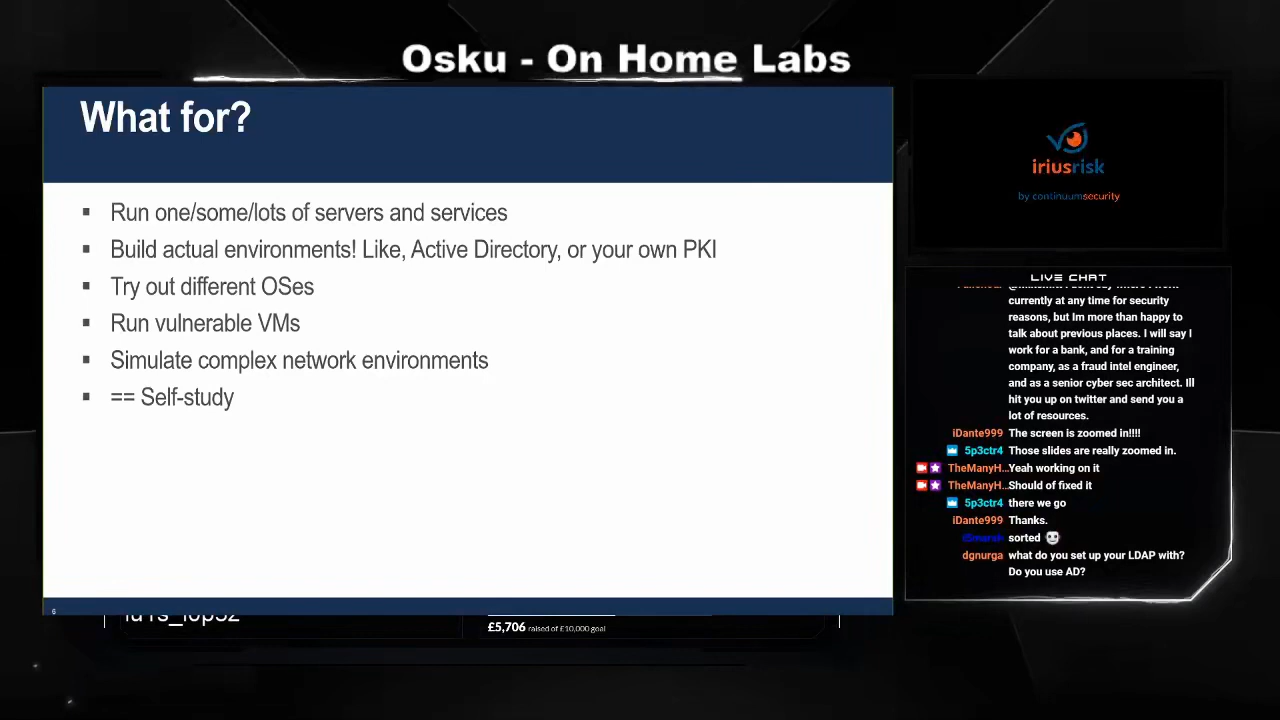 Osku - On Home Labs
What for?
▪ Run one/some/lots of servers and services
▪ Build actual environments! Like, Active Directory, or your own PKI
▪ Try out different OSes
▪ Run vulnerable VMs
▪ Simulate complex network environments
▪ == Self-study
6
£5,706 raised of £10,000 goal
iriusrisk
by continuumsecurity
LIVE CHAT
currently at any time for security
reasons, but Im more than happy to
talk about previous places. I will say I
work for a bank, and for a training
company, as a fraud intel engineer,
and as a senior cyber sec architect. Ill
hit you up on twitter and send you a
lot of resources.
iDante999 The screen is zoomed in!!!!
5p3ctr4 Those slides are really zoomed in.
TheManyH... Yeah working on it
TheManyH... Should of fixed it
5p3ctr4 there we go
iDante999 Thanks.
sorted
dgnurga what do you set up your LDAP with?
Do you use AD?